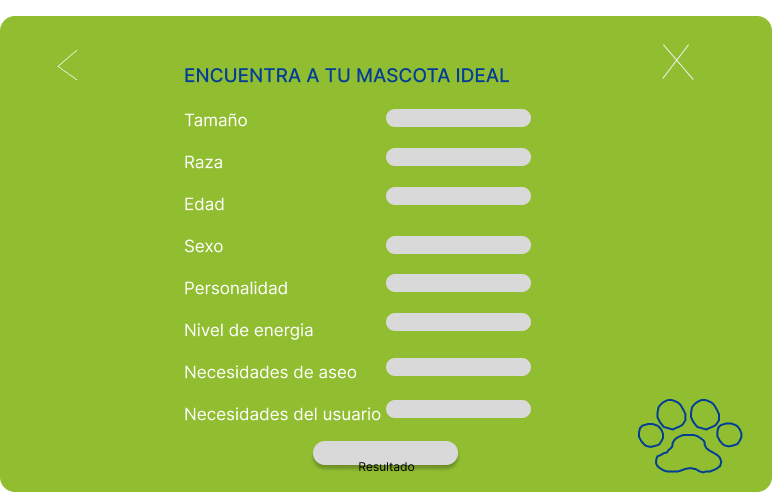 ENCUENTRA A TU MASCOTA IDEAL
Tamaño
Raza
Edad
Sexo
Personalidad
Nivel de energia
Necesidades de aseo
Necesidades del usuario
Resultado